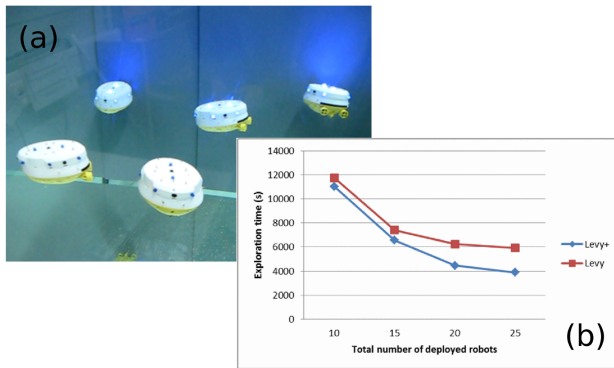 (a)
14000
12000
10000
8000
6000
4000
2000
0
Exploration time (s)
10 15 20 25
Total number of deployed robots
Levy+
Levy
(b)